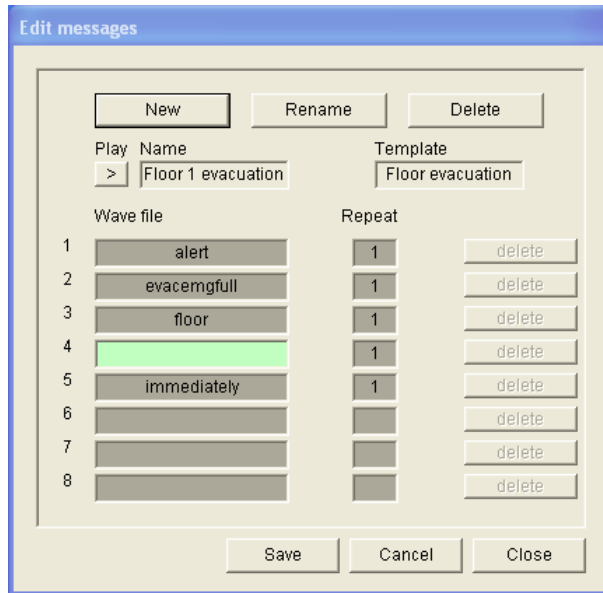 Edit messages
New Rename Delete
Play Name Template
> Floor 1 evacuation Floor evacuation
Wave file Repeat
1 alert 1 delete
2 evacemgfull 1 delete
3 floor 1 delete
4 1 delete
5 immediately 1 delete
6 delete
7 delete
8 delete
Save Cancel Close